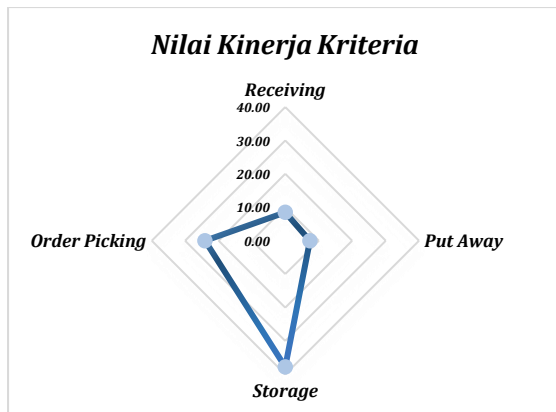 Nilai Kinerja Kriteria
Receiving
40.00
30.00
20.00
10.00
0.00
Order Picking
Put Away
Storage